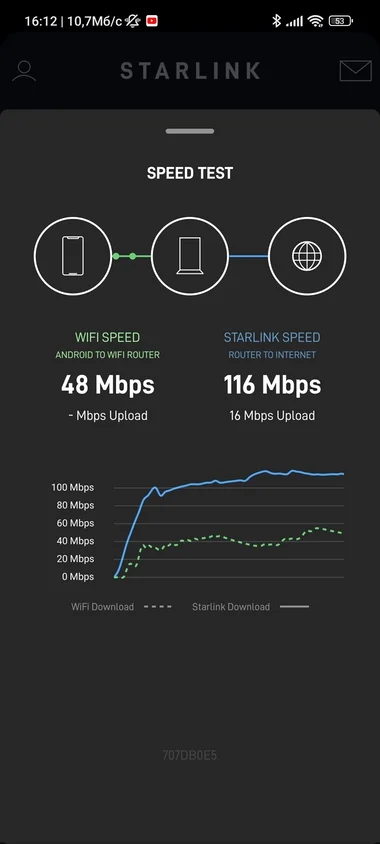 16:12 | 10,7Мб/с
53
STARLINK
SPEED TEST
WIFI SPEED
ANDROID TO WIFI ROUTER
48 Mbps
- Mbps Upload
STARLINK SPEED
ROUTER TO INTERNET
116 Mbps
16 Mbps Upload
100 Mbps
80 Mbps
60 Mbps
40 Mbps
20 Mbps
0 Mbps
WiFi Download
Starlink Download
707DB0E5